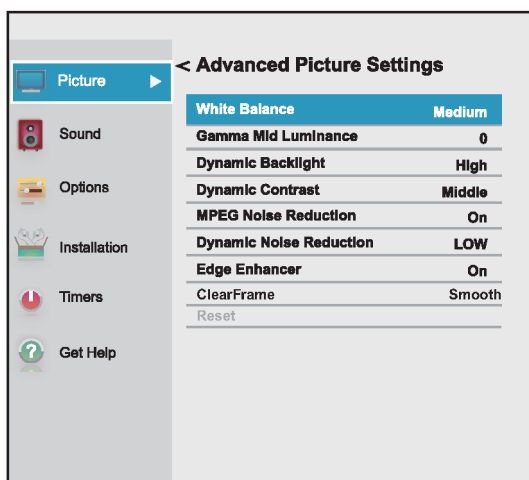 < Advanced Picture Settings
Picture
Sound
Options
Installation
Timers
Get Help
White Balance Medium
Gamma Mid Luminance 0
Dynamic Backlight High
Dynamic Contrast Middle
MPEG Noise Reduction On
Dynamic Noise Reduction LOW
Edge Enhancer On
ClearFrame Smooth
Reset